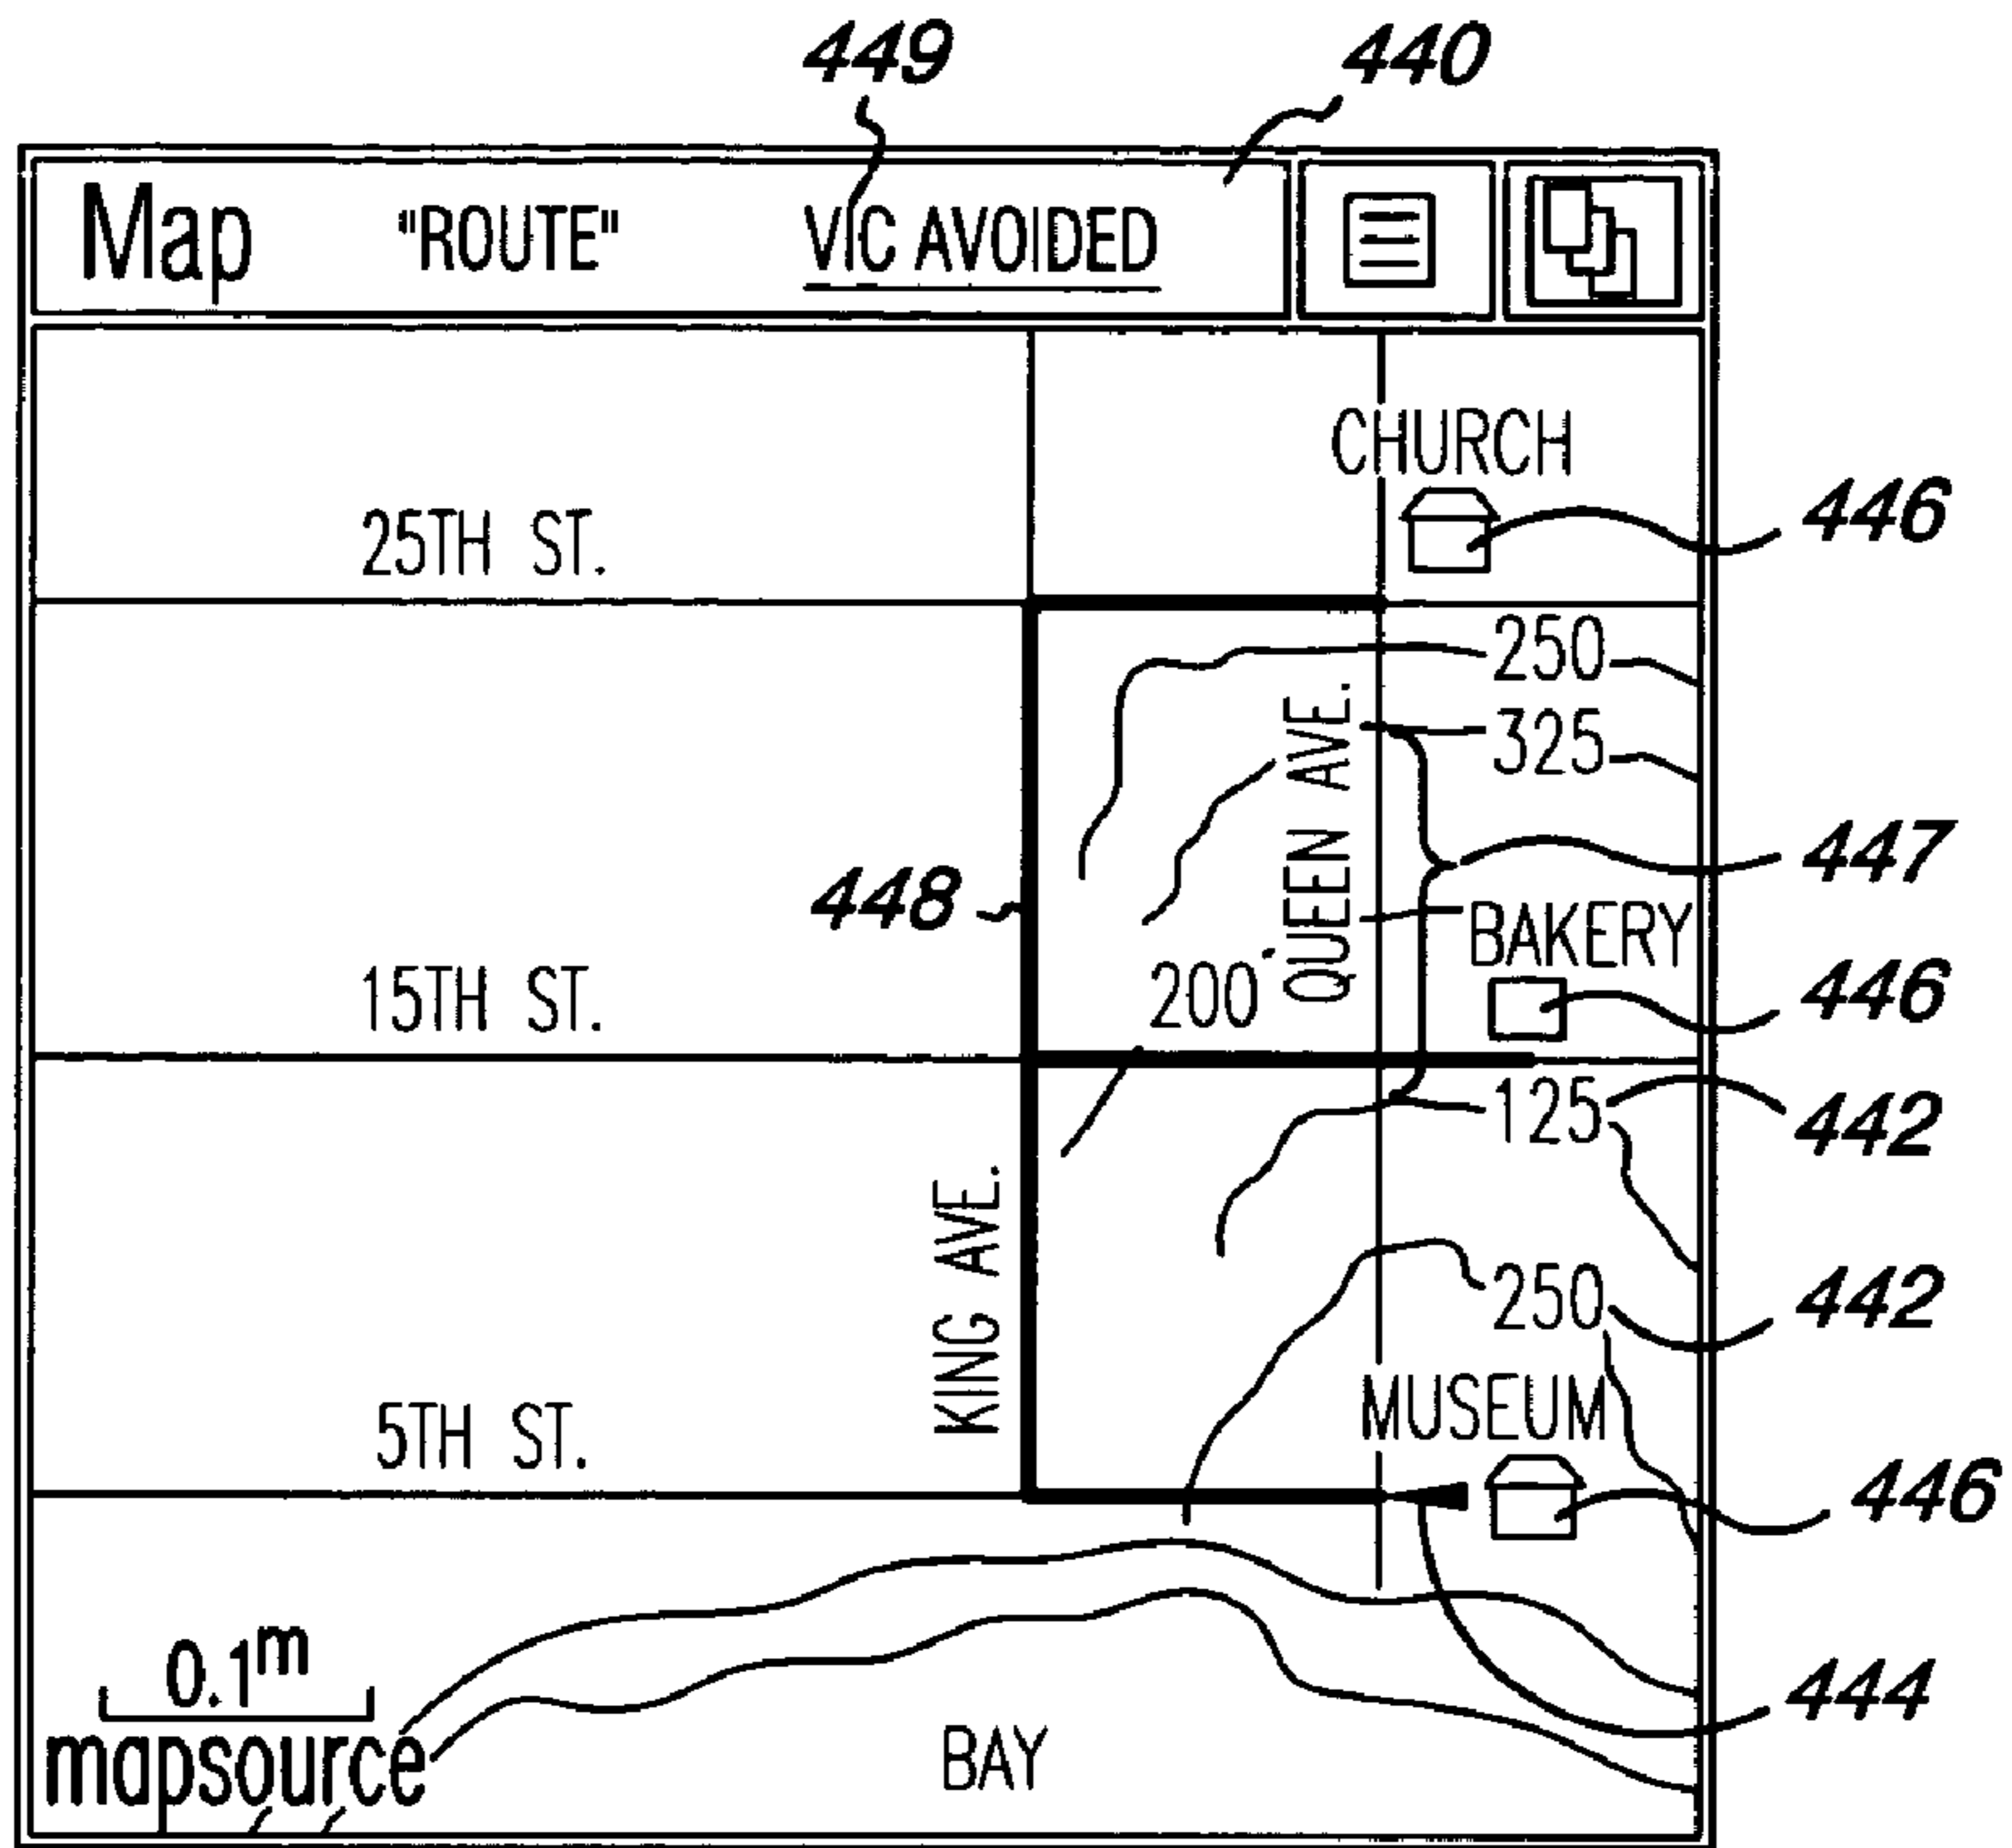 449 440
Map "ROUTE" VIC AVOIDED
CHURCH
446
25TH ST.
250
325
QUEEN AVE.
447
448
BAKERY
200
15TH ST.
446
125
442
KING AVE.
250
442
MUSEUM
5TH ST.
446
0.1m
444
mapsource
BAY